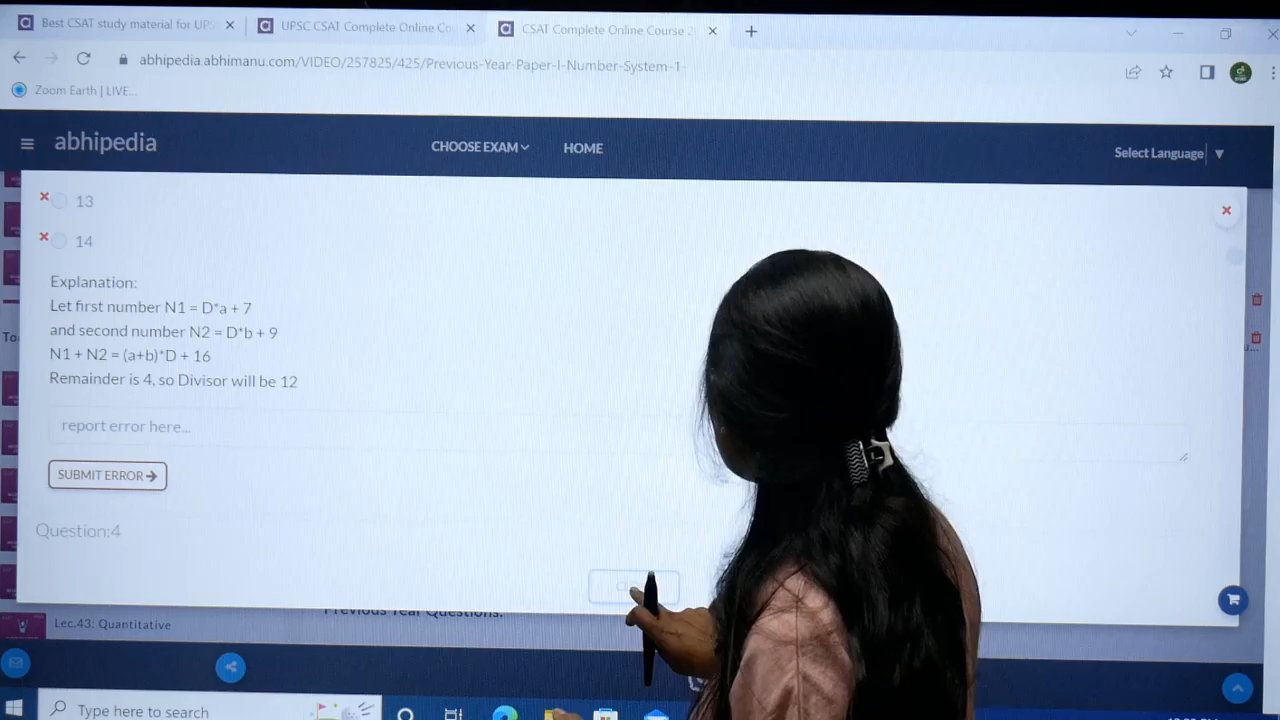 Best CSAT study material for UPS
UPSC CSAT Complete Online Co
CSAT Complete Online Course 2
abhipedia.abhimanu.com/VIDEO/257825/425/Previous-Year-Paper-I-Number-System-1-
Zoom Earth | LIVE...
abhipedia
CHOOSE EXAM
HOME
Select Language
13
14
Explanation:
Let first number N1 = D*a + 7
and second number N2 = D*b + 9
N1 + N2 = (a+b)*D + 16
Remainder is 4, so Divisor will be 12
report error here...
SUBMIT ERROR
Question:4
Previous Year Questions.
Lec.43: Quantitative
Type here to search